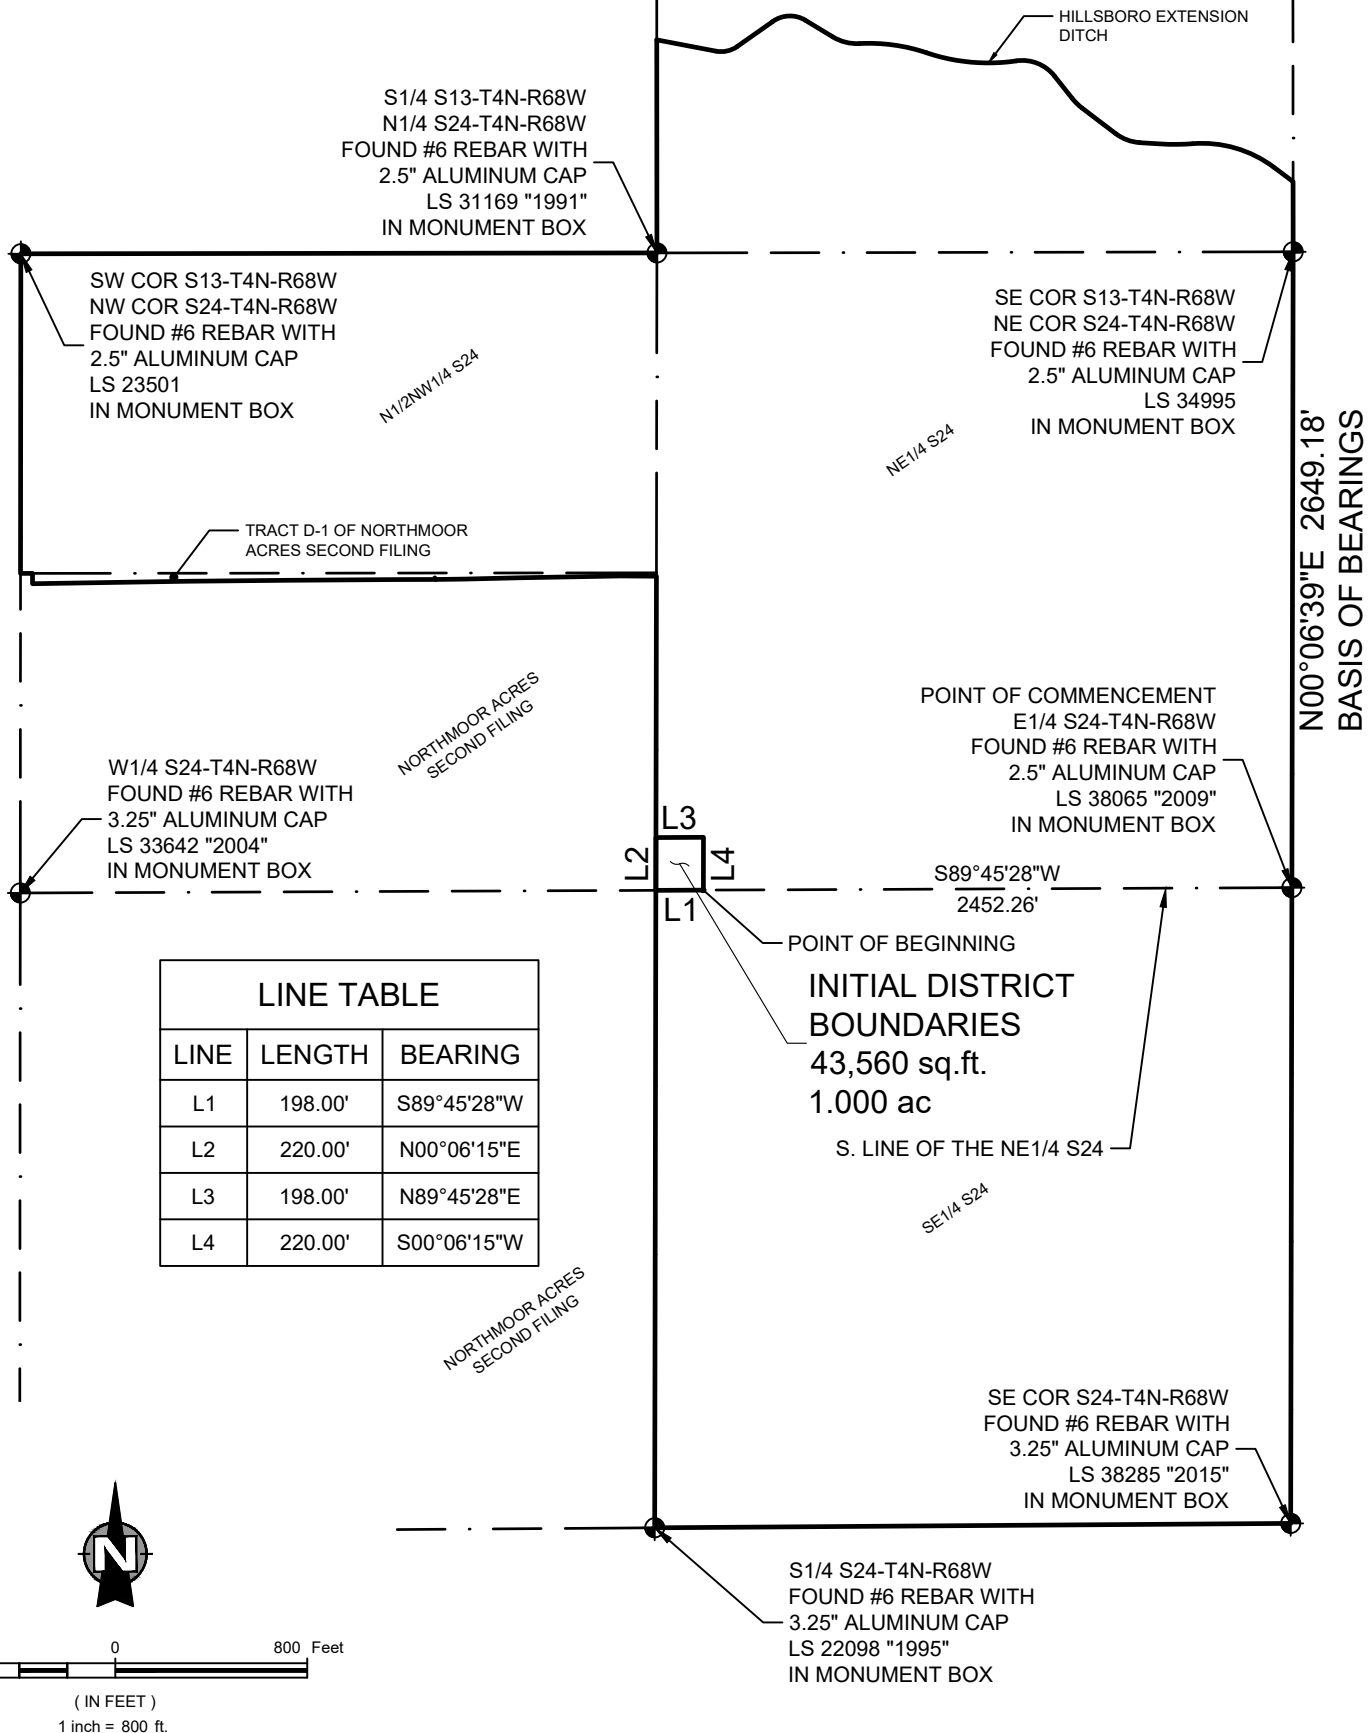 HILLSBORO EXTENSION
DITCH
S1/4 S13-T4N-R68W
N1/4 S24-T4N-R68W
FOUND #6 REBAR WITH
2.5" ALUMINUM CAP
LS 31169 "1991"
IN MONUMENT BOX
SW COR S13-T4N-R68W
NW COR S24-T4N-R68W
FOUND #6 REBAR WITH
2.5" ALUMINUM CAP
LS 23501
IN MONUMENT BOX
N1/2NW1/4 S24
SE COR S13-T4N-R68W
NE COR S24-T4N-R68W
FOUND #6 REBAR WITH
2.5" ALUMINUM CAP
LS 34995
IN MONUMENT BOX
NE1/4 S24
N00°06'39"E 2649.18'
BASIS OF BEARINGS
TRACT D-1 OF NORTHMOOR
ACRES SECOND FILING
NORTHMOOR ACRES
SECOND FILING
POINT OF COMMENCEMENT
E1/4 S24-T4N-R68W
FOUND #6 REBAR WITH
2.5" ALUMINUM CAP
LS 38065 "2009"
IN MONUMENT BOX
W1/4 S24-T4N-R68W
FOUND #6 REBAR WITH
3.25" ALUMINUM CAP
LS 33642 "2004"
IN MONUMENT BOX
L3
L2
L4
L1
S89°45'28"W
2452.26'
POINT OF BEGINNING
INITIAL DISTRICT
BOUNDARIES
43,560 sq.ft.
1.000 ac
S. LINE OF THE NE1/4 S24
SE1/4 S24
LINE TABLE
LINE LENGTH BEARING
L1 198.00' S89°45'28"W
L2 220.00' N00°06'15"E
L3 198.00' N89°45'28"E
L4 220.00' S00°06'15"W
NORTHMOOR ACRES
SECOND FILING
SE COR S24-T4N-R68W
FOUND #6 REBAR WITH
3.25" ALUMINUM CAP
LS 38285 "2015"
IN MONUMENT BOX
N
S1/4 S24-T4N-R68W
FOUND #6 REBAR WITH
3.25" ALUMINUM CAP
LS 22098 "1995"
IN MONUMENT BOX
0 800 Feet
( IN FEET )
1 inch = 800 ft.